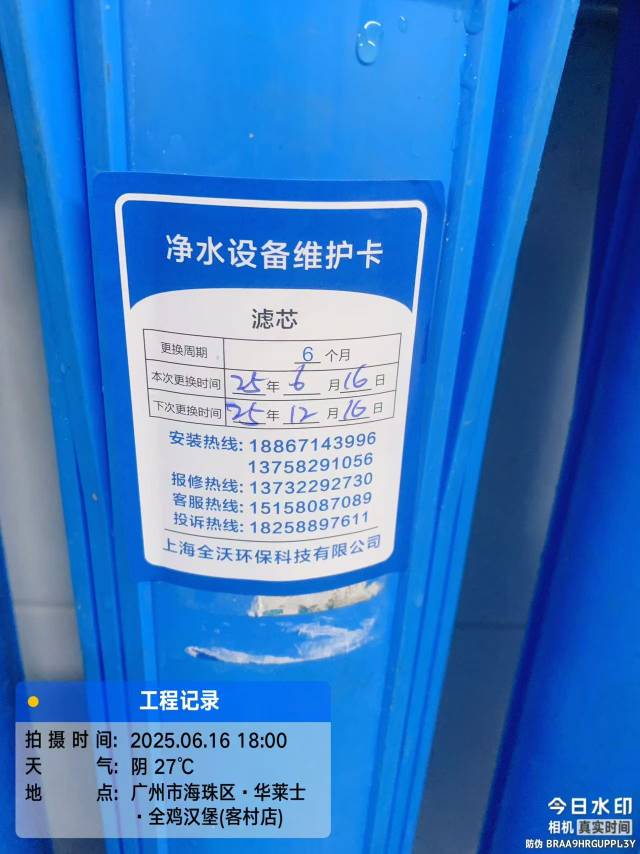 净水设备维护卡
滤芯
更换周期 6 个月
本次更换时间 25 年 6 月 16 日
下次更换时间 25 年 12 月 16 日
安装热线: 18867143996
13758291056
报修热线: 13732292730
客服热线: 15158087089
投诉热线: 18258897611
上海全沃环保科技有限公司
工程记录
拍摄时间: 2025.06.16 18:00
天气: 阴 27℃
地点: 广州市海珠区·华莱士
·全鸡汉堡(客村店)
今日水印
相机 真实时间
防伪 BRAA9HRGUPPL3Y